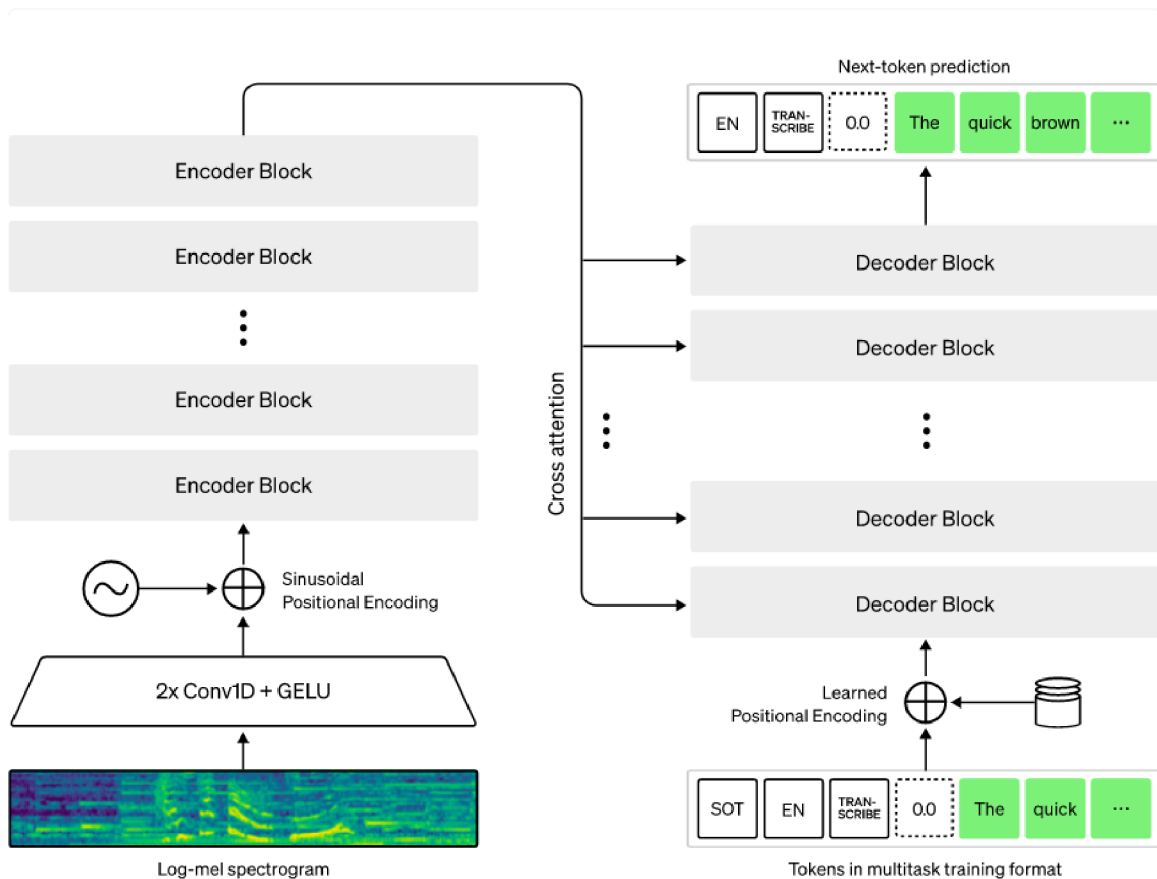 Next-token prediction
EN
TRAN-
SCRIBE
0.0
The
quick
brown
...
Encoder Block
Encoder Block
Encoder Block
Encoder Block
Sinusoidal
Positional Encoding
2x Conv1D + GELU
Log-mel spectrogram
Cross attention
Decoder Block
Decoder Block
Decoder Block
Decoder Block
Learned
Positional Encoding
SOT
EN
TRAN-
SCRIBE
0.0
The
quick
...
Tokens in multitask training format